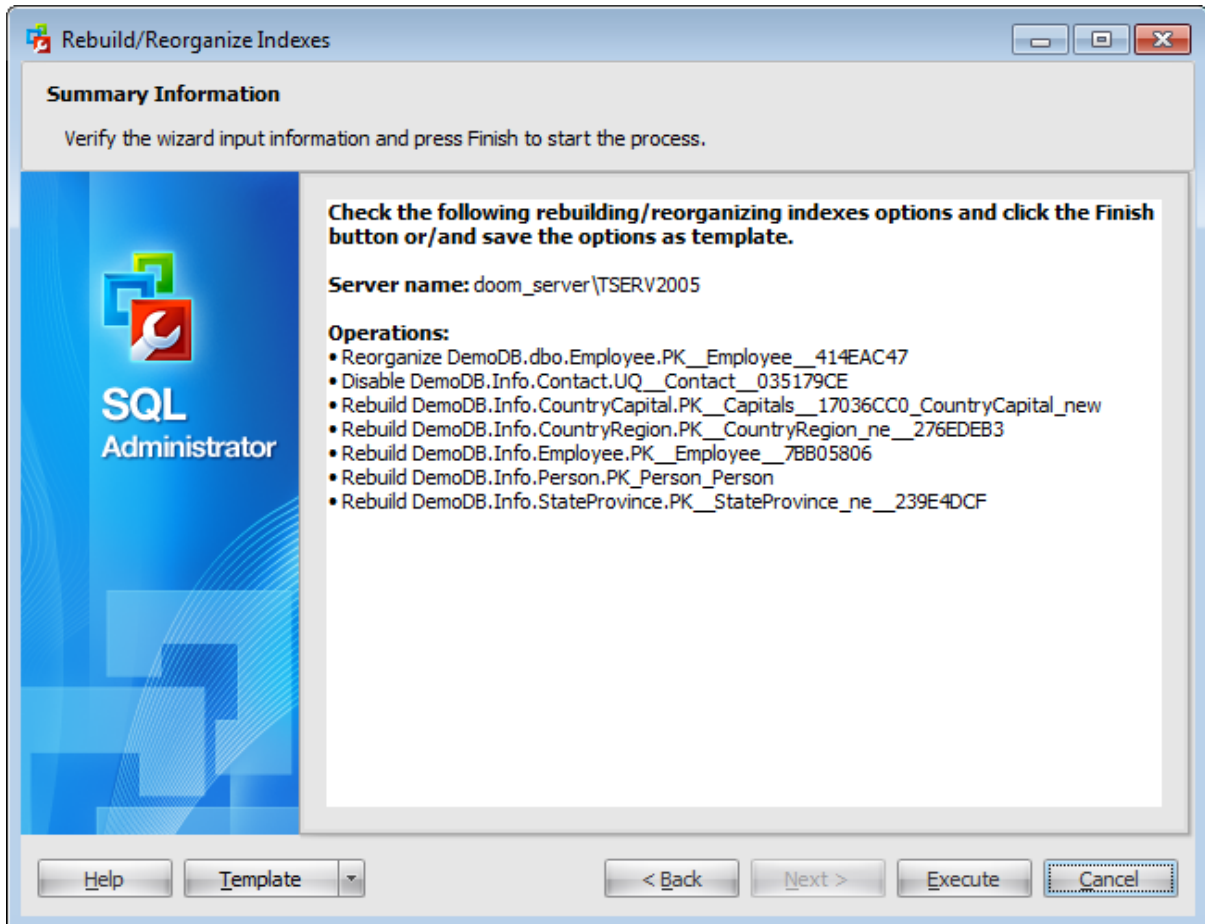 Rebuild/Reorganize Indexes
Summary Information
Verify the wizard input information and press Finish to start the process.
SQL
Administrator
Check the following rebuilding/reorganizing indexes options and click the Finish
button or/and save the options as template.
Server name: doom_server\TSERV2005
Operations:
• Reorganize DemoDB.dbo.Employee.PK__Employee__414EAC47
• Disable DemoDB.Info.Contact.UQ__Contact__035179CE
• Rebuild DemoDB.Info.CountryCapital.PK__Capitals__17036CC0_CountryCapital_new
• Rebuild DemoDB.Info.CountryRegion.PK__CountryRegion_ne__276EDEB3
• Rebuild DemoDB.Info.Employee.PK__Employee__7BB05806
• Rebuild DemoDB.Info.Person.PK_Person_Person
• Rebuild DemoDB.Info.StateProvince.PK__StateProvince_ne__239E4DCF
Help Template < Back Next > Execute Cancel